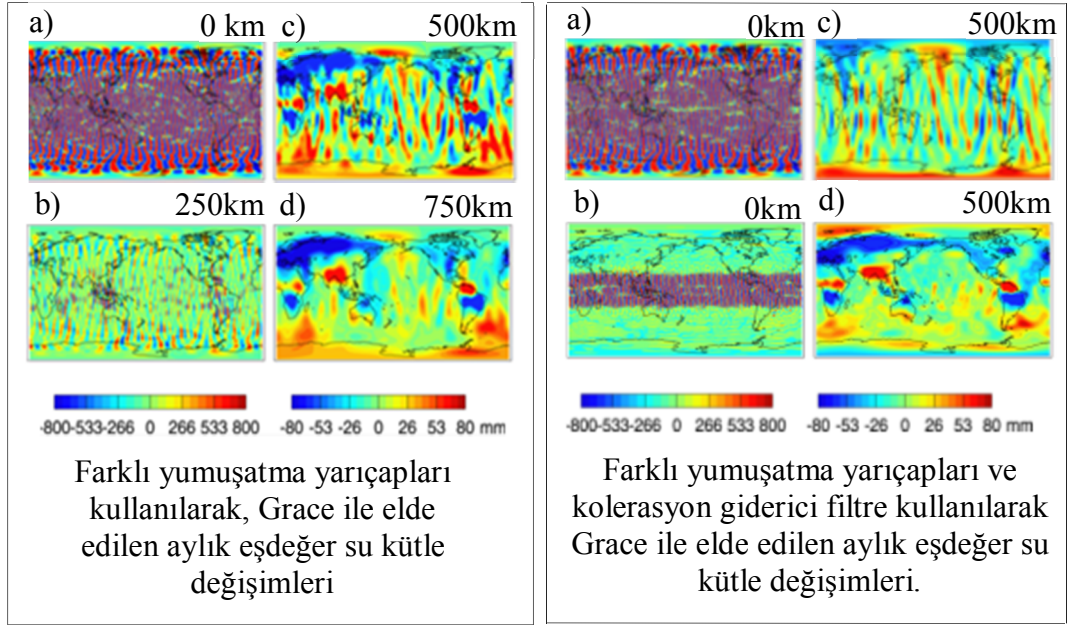 a) 0 km c) 500km
b) 250km d) 750km
-800-533-266 0 266 533 800 -80 -53 -26 0 26 53 80 mm
Farklı yumuşatma yarıçapları
kullanılarak, Grace ile elde
edilen aylık eşdeğer su kütle
değişimleri
a) 0km c) 500km
b) 0km d) 500km
-800-533-266 0 266 533 800 -80 -53 -26 0 26 53 80 mm
Farklı yumuşatma yarıçapları ve
kolerasyon giderici filtre kullanılarak
Grace ile elde edilen aylık eşdeğer su
kütle değişimleri.